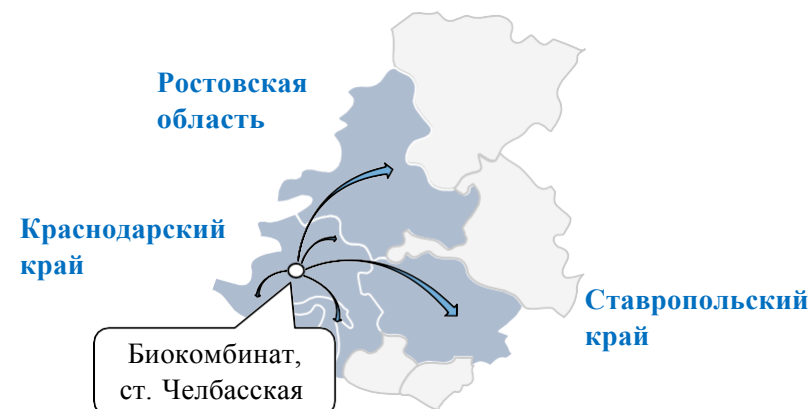 Ростовская
область
Краснодарский
край
Ставропольский
край
Биокомбинат,
ст. Челбасская